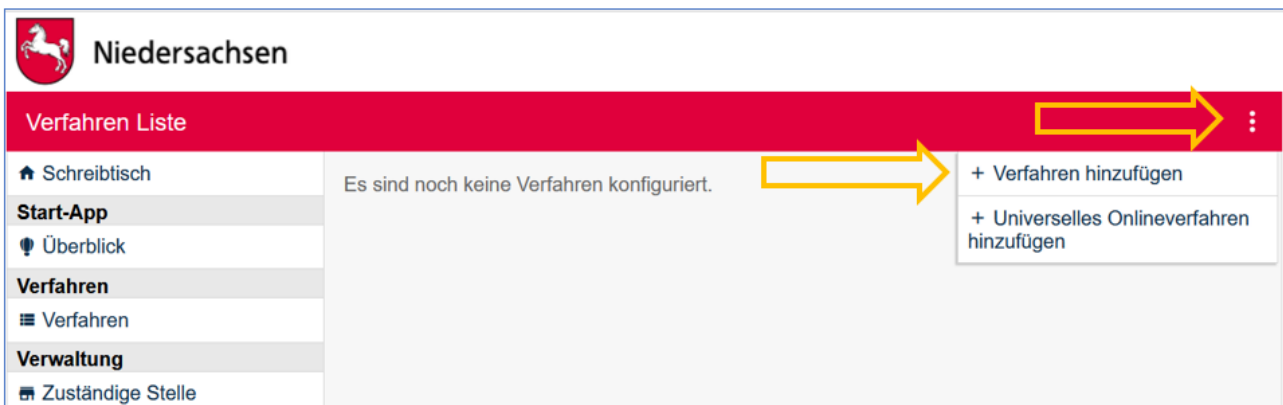 Niedersachsen
Verfahren Liste
Schreibtisch
Start-App
Überblick
Verfahren
Verfahren
Verwaltung
Zuständige Stelle
Es sind noch keine Verfahren konfiguriert.
+ Verfahren hinzufügen
+ Universelles Onlineverfahren
hinzufügen